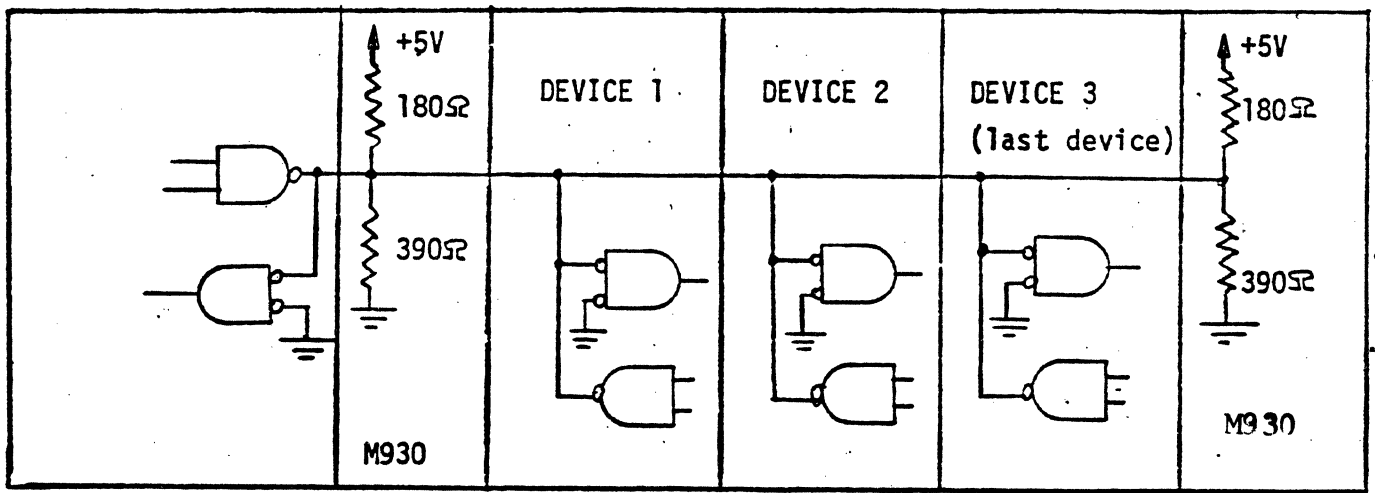 +5V
180Ω
390Ω
M930
DEVICE 1
DEVICE 2
DEVICE 3
(last device)
+5V
180Ω
390Ω
M930